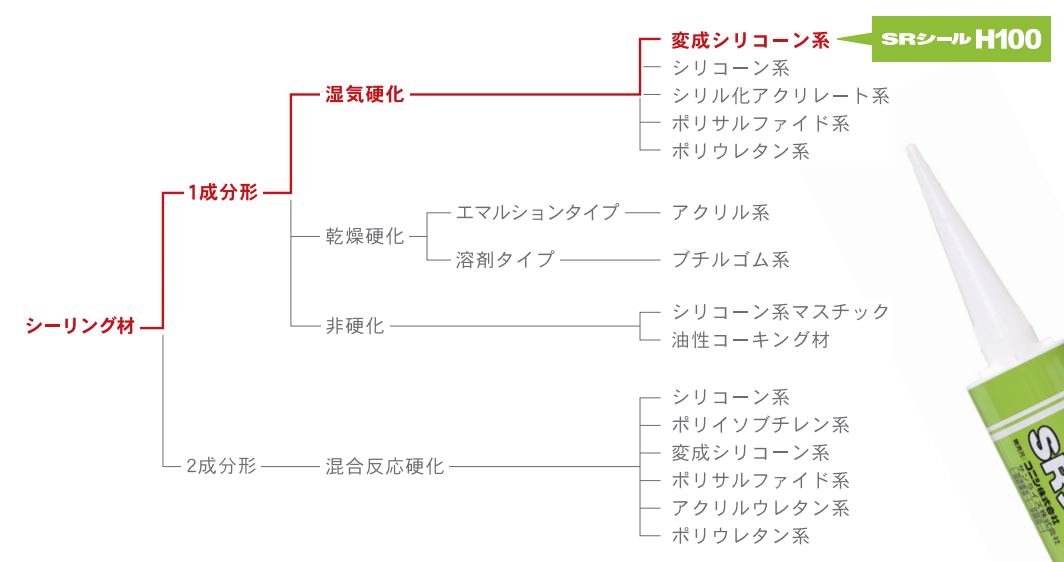 変成シリコーン系
SRシール H100
シリコーン系
湿気硬化
シリル化アクリレート系
ポリサルファイド系
ポリウレタン系
1成分形
エマルションタイプ
アクリル系
乾燥硬化
溶剤タイプ
ブチルゴム系
シーリング材
非硬化
シリコーン系マスチック
油性コーキング材
2成分形
混合反応硬化
シリコーン系
ポリイソブチレン系
変成シリコーン系
ポリサルファイド系
アクリルウレタン系
ポリウレタン系
コニシ株式会社